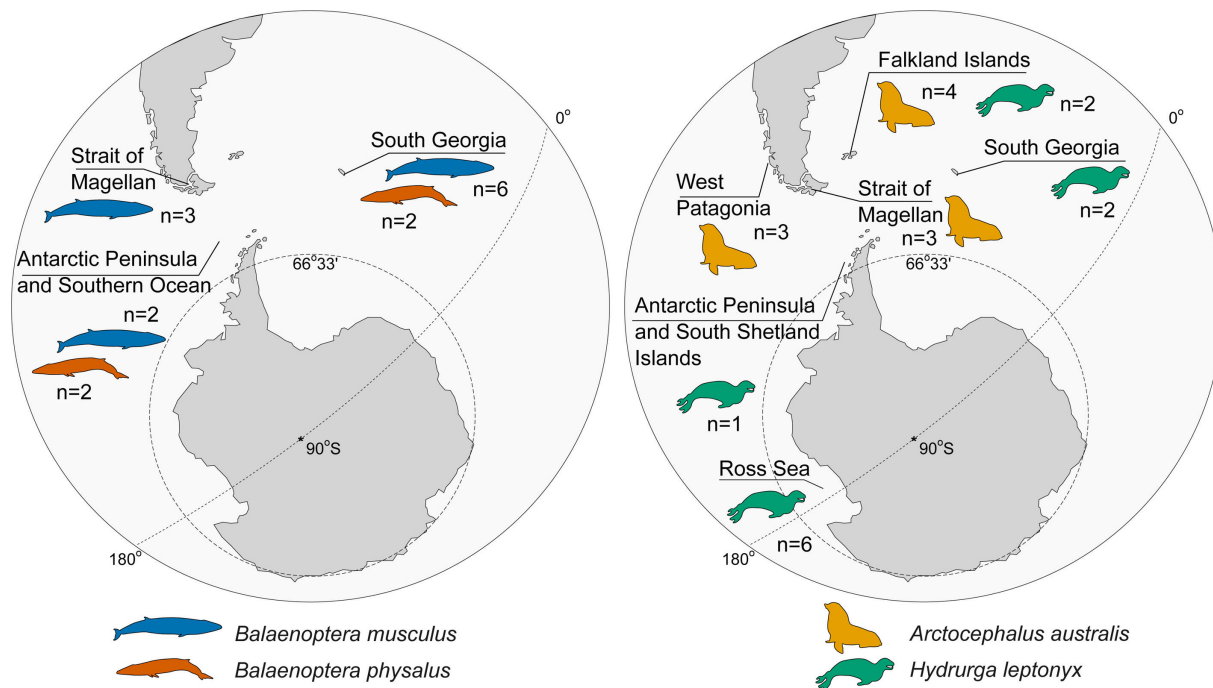 0°
South Georgia
n=6
n=2
Strait of
Magellan
n=3
Antarctic Peninsula
and Southern Ocean
n=2
n=2
66°33'
90°S
180°
Balaenoptera musculus
Balaenoptera physalus
Falkland Islands
n=4
n=2
0°
South Georgia
n=2
West
Patagonia
n=3
Strait of
Magellan
n=3
66°33'
Antarctic Peninsula
and South Shetland
Islands
n=1
90°S
Ross Sea
n=6
180°
Arctocephalus australis
Hydrurga leptonyx